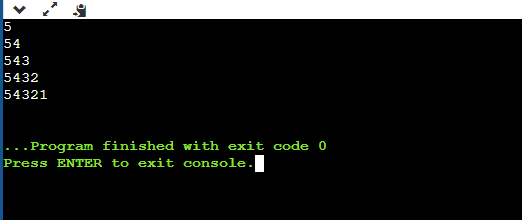 5
54
543
5432
54321
...Program finished with exit code 0
Press ENTER to exit console.